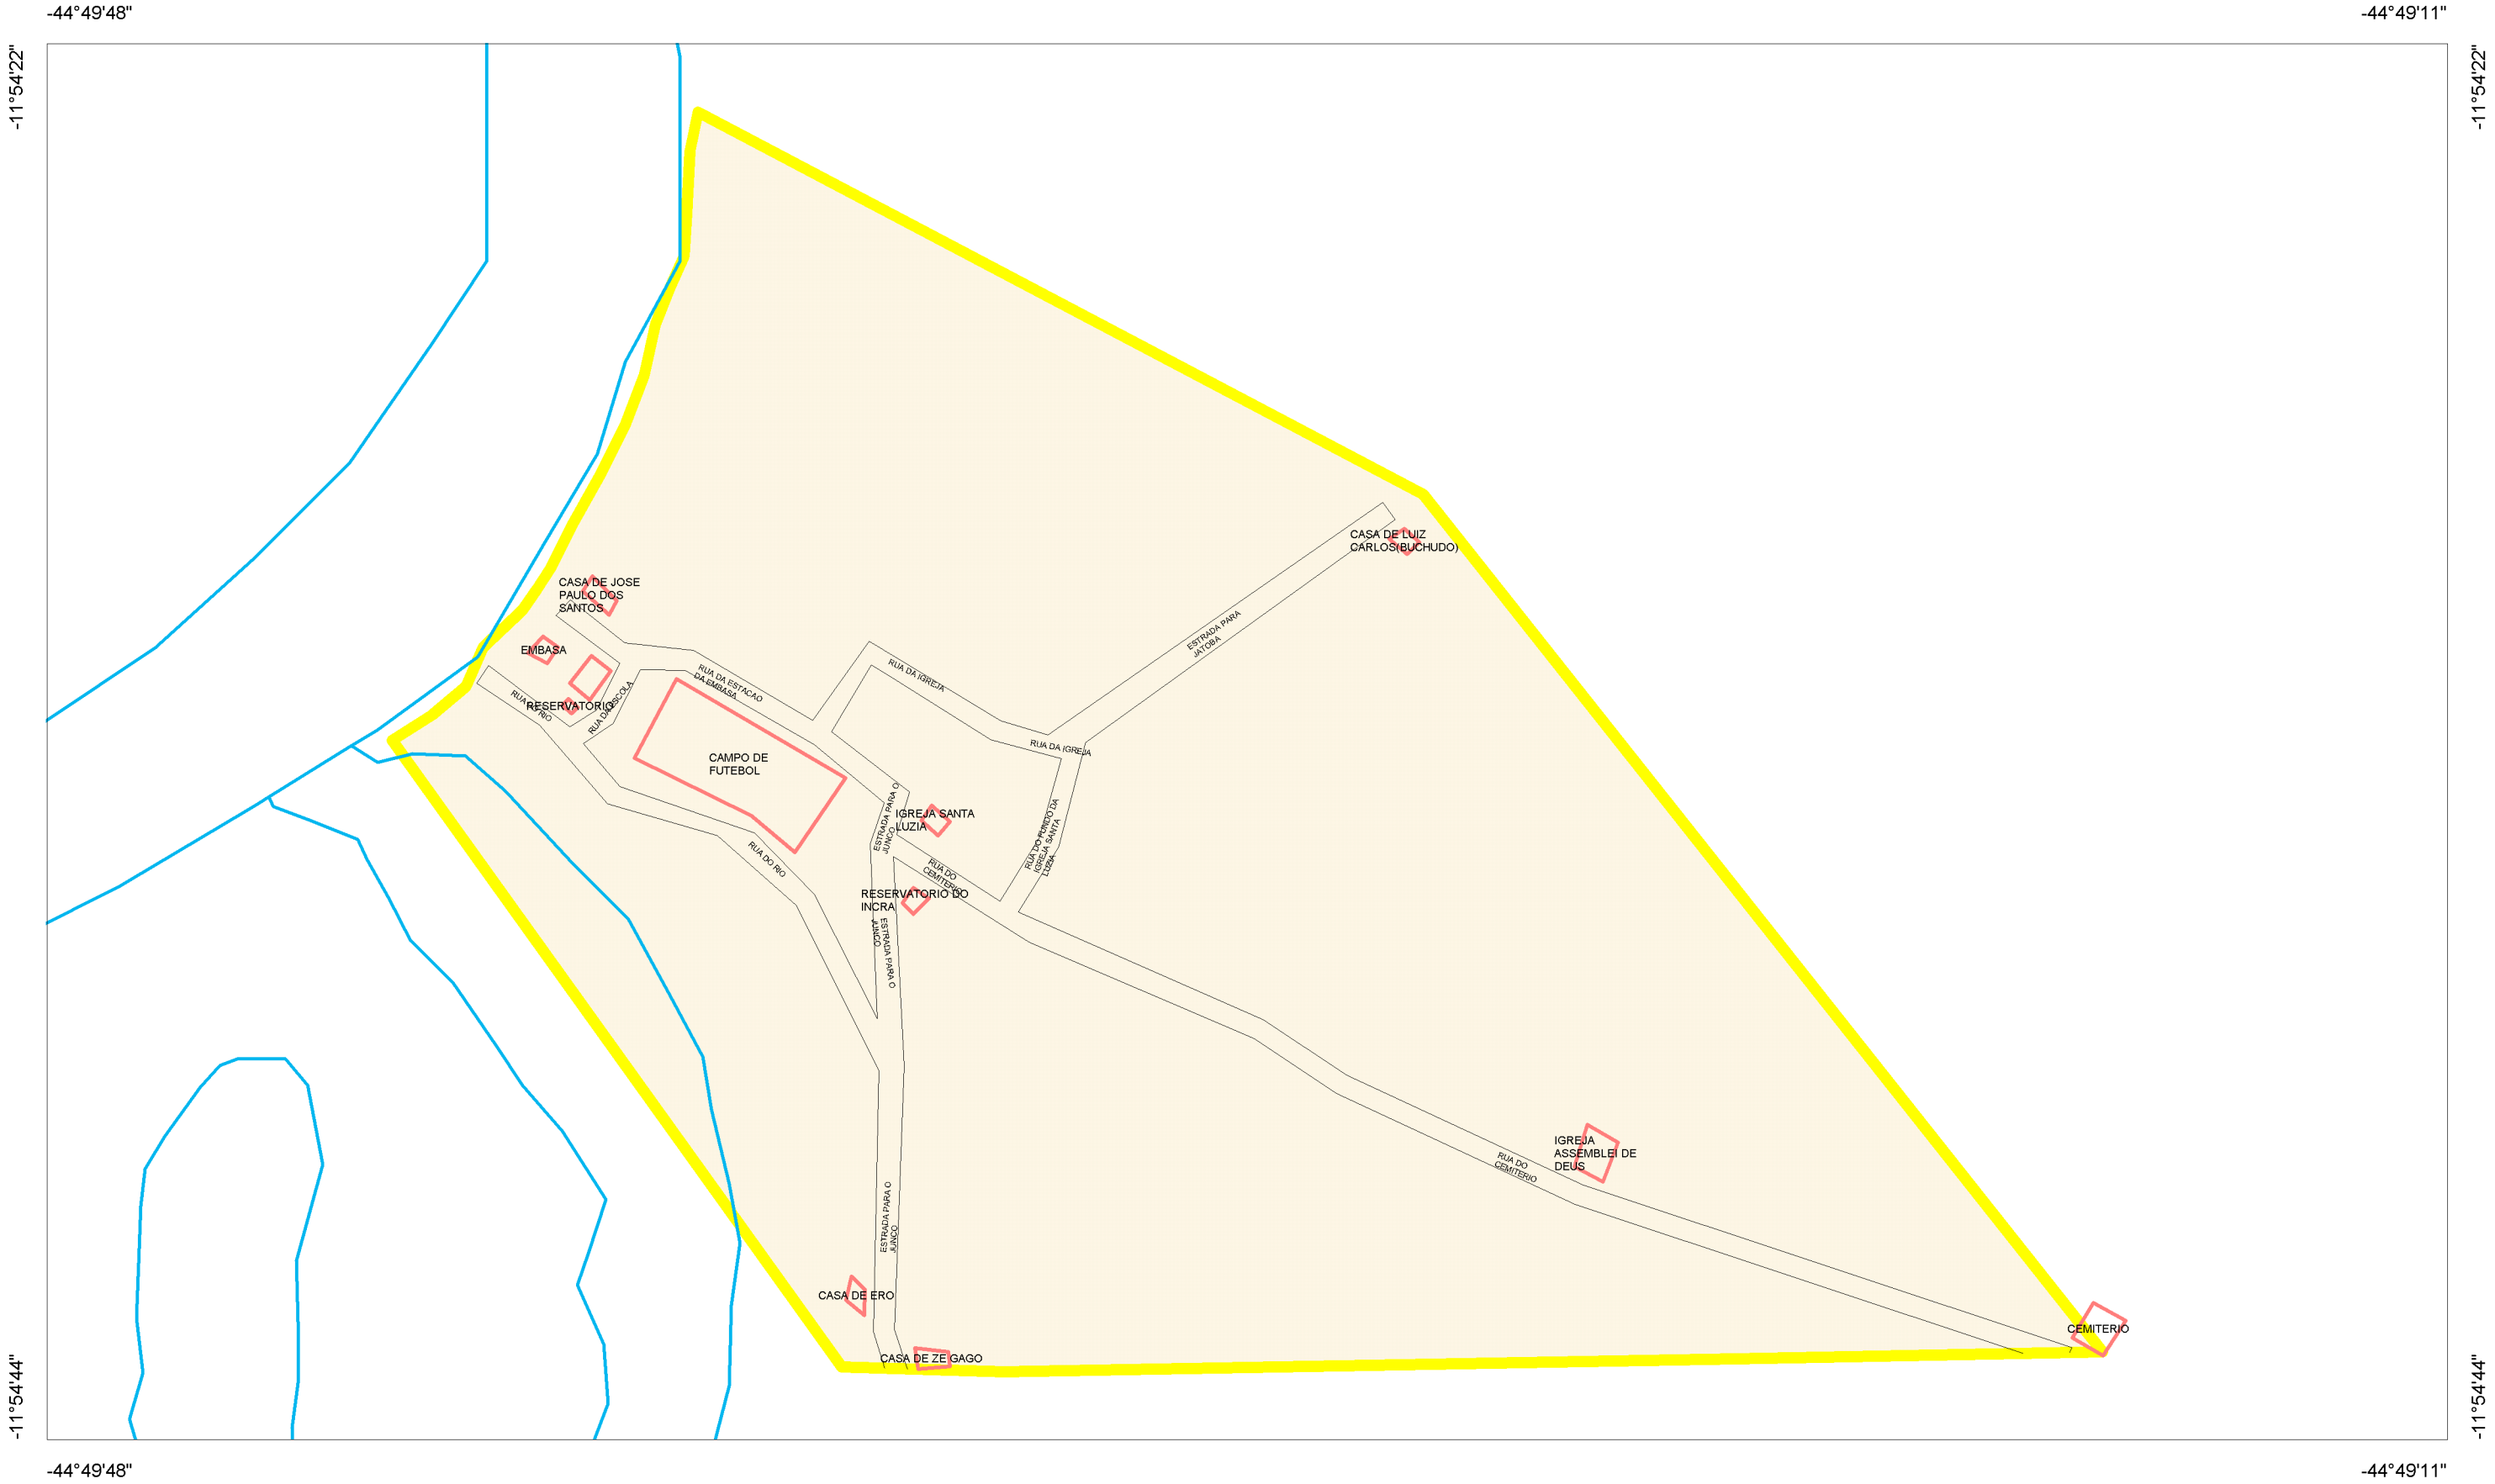 -44°49'48"
-44°49'11"
-11°54'22"
-11°54'22"
CASA DE LUIZ
CARLOS(BUCHUDO)
CASA DE JOSE
PAULO DOS
SANTOS
ESTRADA PARA
JATOBA
EMBASA
RUA DA IGREJA
RUA DA ESTACAO
DA EMBASA
RUA DO RIO
RESERVATORIO
RUA DA ESCOLA
RUA DA IGREJA
CAMPO DE
FUTEBOL
ESTRADA PARA O
JUNCO
IGREJA SANTA
LUZIA
RUA DO FUNDO DA
IGREJA SANTA
LUZIA
RUA DO RIO
RUA DO
CEMITERIO
RESERVATORIO DO
INCRA
ESTRADA PARA O
JUNCO
IGREJA
ASSEMBLEI DE
DEUS
RUA DO
CEMITERIO
ESTRADA PARA O
JUNCO
CASA DE ERO
CEMITERIO
CASA DE ZE GAGO
-11°54'44"
-11°54'44"
-44°49'48"
-44°49'11"